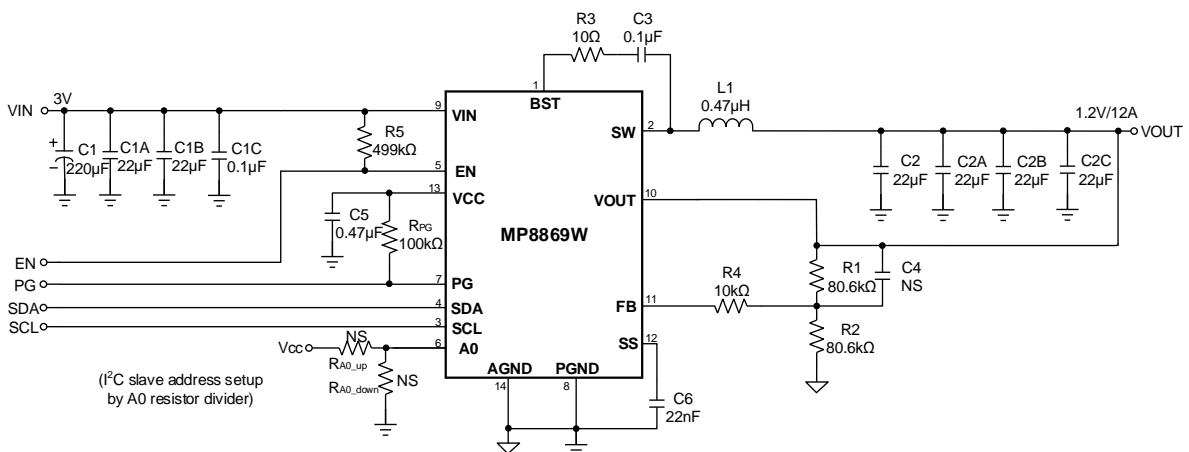 R3
10Ω
C3
0.1µF
1
BST
VIN
3V
9
VIN
L1
0.47µH
SW
2
1.2V/12A
VOUT
C1
220µF
C1A
22µF
C1B
22µF
C1C
0.1µF
R5
499kΩ
5
EN
13
VCC
C2
22µF
C2A
22µF
C2B
22µF
C2C
22µF
VOUT
10
C5
0.47µF
RPG
100kΩ
MP8869W
EN
PG
7
PG
SDA
4
SDA
SCL
3
SCL
R4
10kΩ
FB
11
R1
80.6kΩ
C4
NS
R2
80.6kΩ
SS
12
Vcc
NS
6
A0
RA0_up
RA0_down
NS
(I²C slave address setup
by A0 resistor divider)
AGND
PGND
14
8
C6
22nF